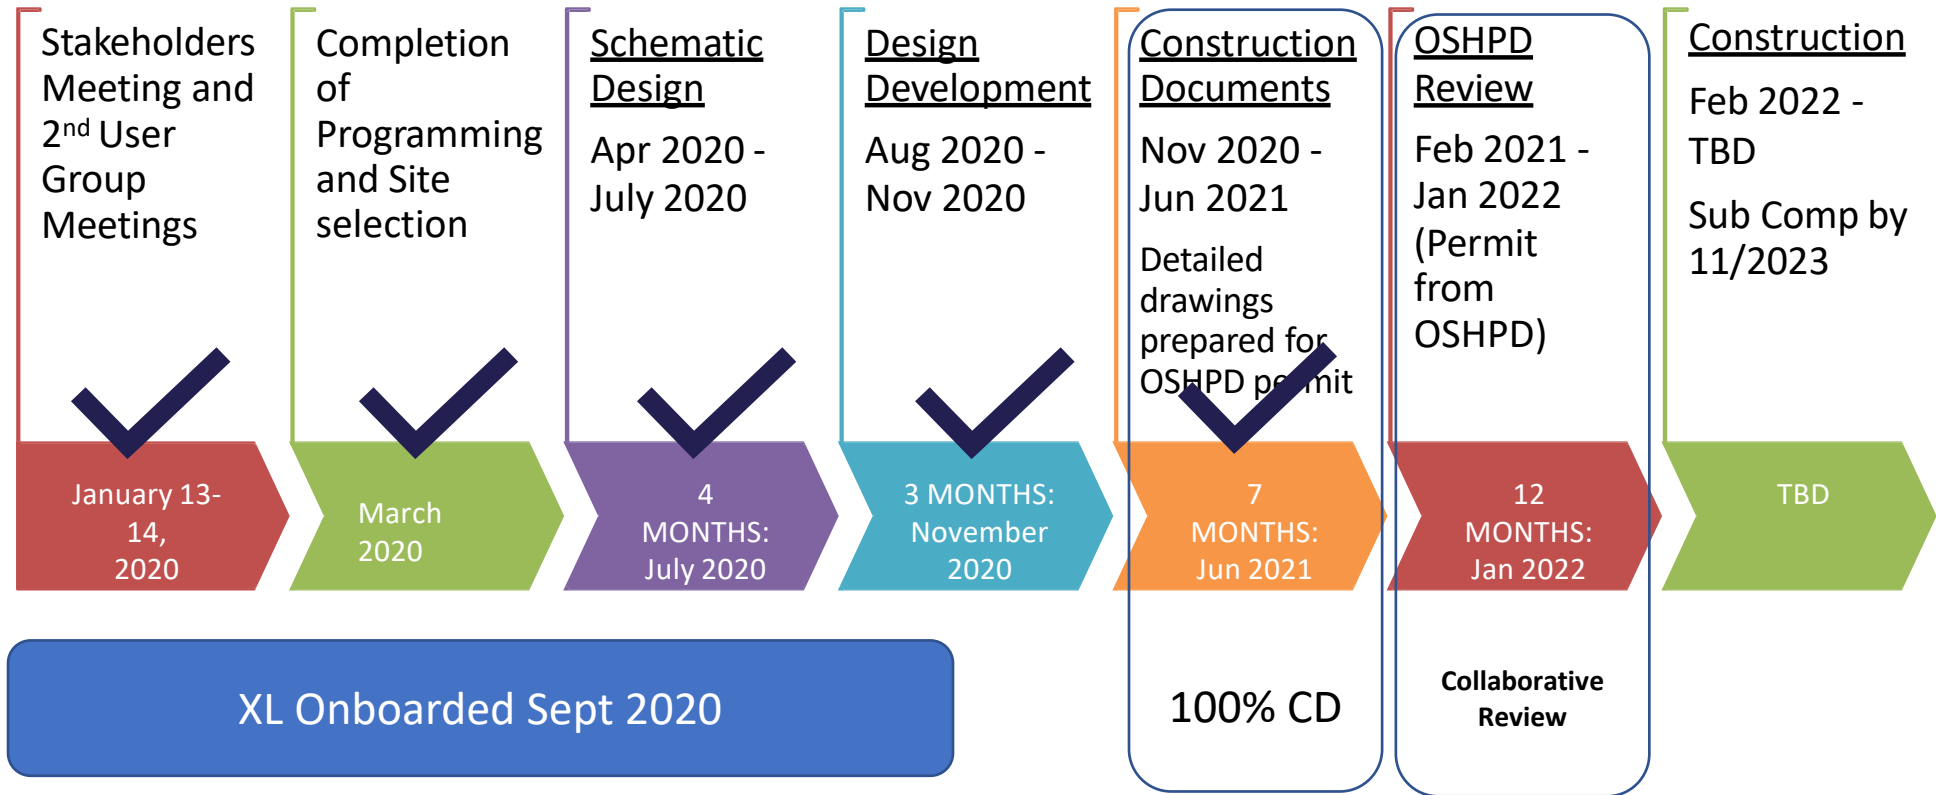 Stakeholders
Meeting and
2nd User
Group
Meetings
Completion
of
Programming
and Site
selection
Schematic
Design
Apr 2020 -
July 2020
Design
Development
Aug 2020 -
Nov 2020
Construction
Documents
Nov 2020 -
Jun 2021
Detailed
drawings
prepared for
OSHPD permit
OSHPD
Review
Feb 2021 -
Jan 2022
(Permit
from
OSHPD)
Construction
Feb 2022 -
TBD
Sub Comp by
11/2023
January 13-
14,
2020
March
2020
4
MONTHS:
July 2020
3 MONTHS:
November
2020
7
MONTHS:
Jun 2021
12
MONTHS:
Jan 2022
TBD
XL Onboarded Sept 2020
100% CD
Collaborative
Review